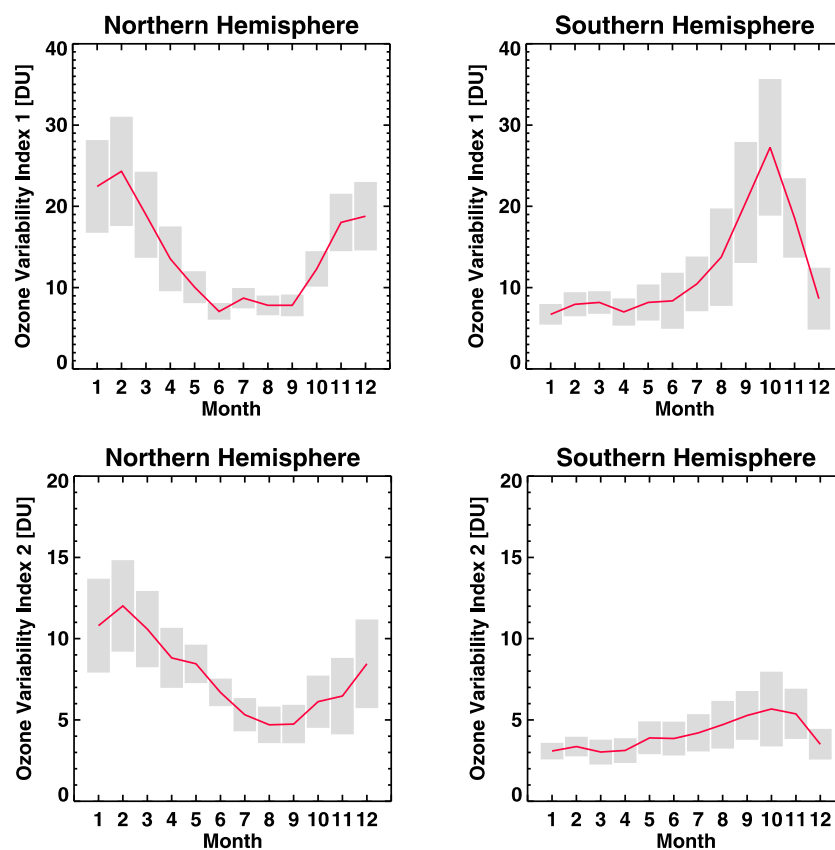 Northern Hemisphere
Ozone Variability Index 1 [DU]
40
30
20
10
0
1 2 3 4 5 6 7 8 9 10 11 12
Month
Southern Hemisphere
Ozone Variability Index 1 [DU]
40
30
20
10
0
1 2 3 4 5 6 7 8 9 10 11 12
Month
Northern Hemisphere
Ozone Variability Index 2 [DU]
20
15
10
5
0
1 2 3 4 5 6 7 8 9 10 11 12
Month
Southern Hemisphere
Ozone Variability Index 2 [DU]
20
15
10
5
0
1 2 3 4 5 6 7 8 9 10 11 12
Month